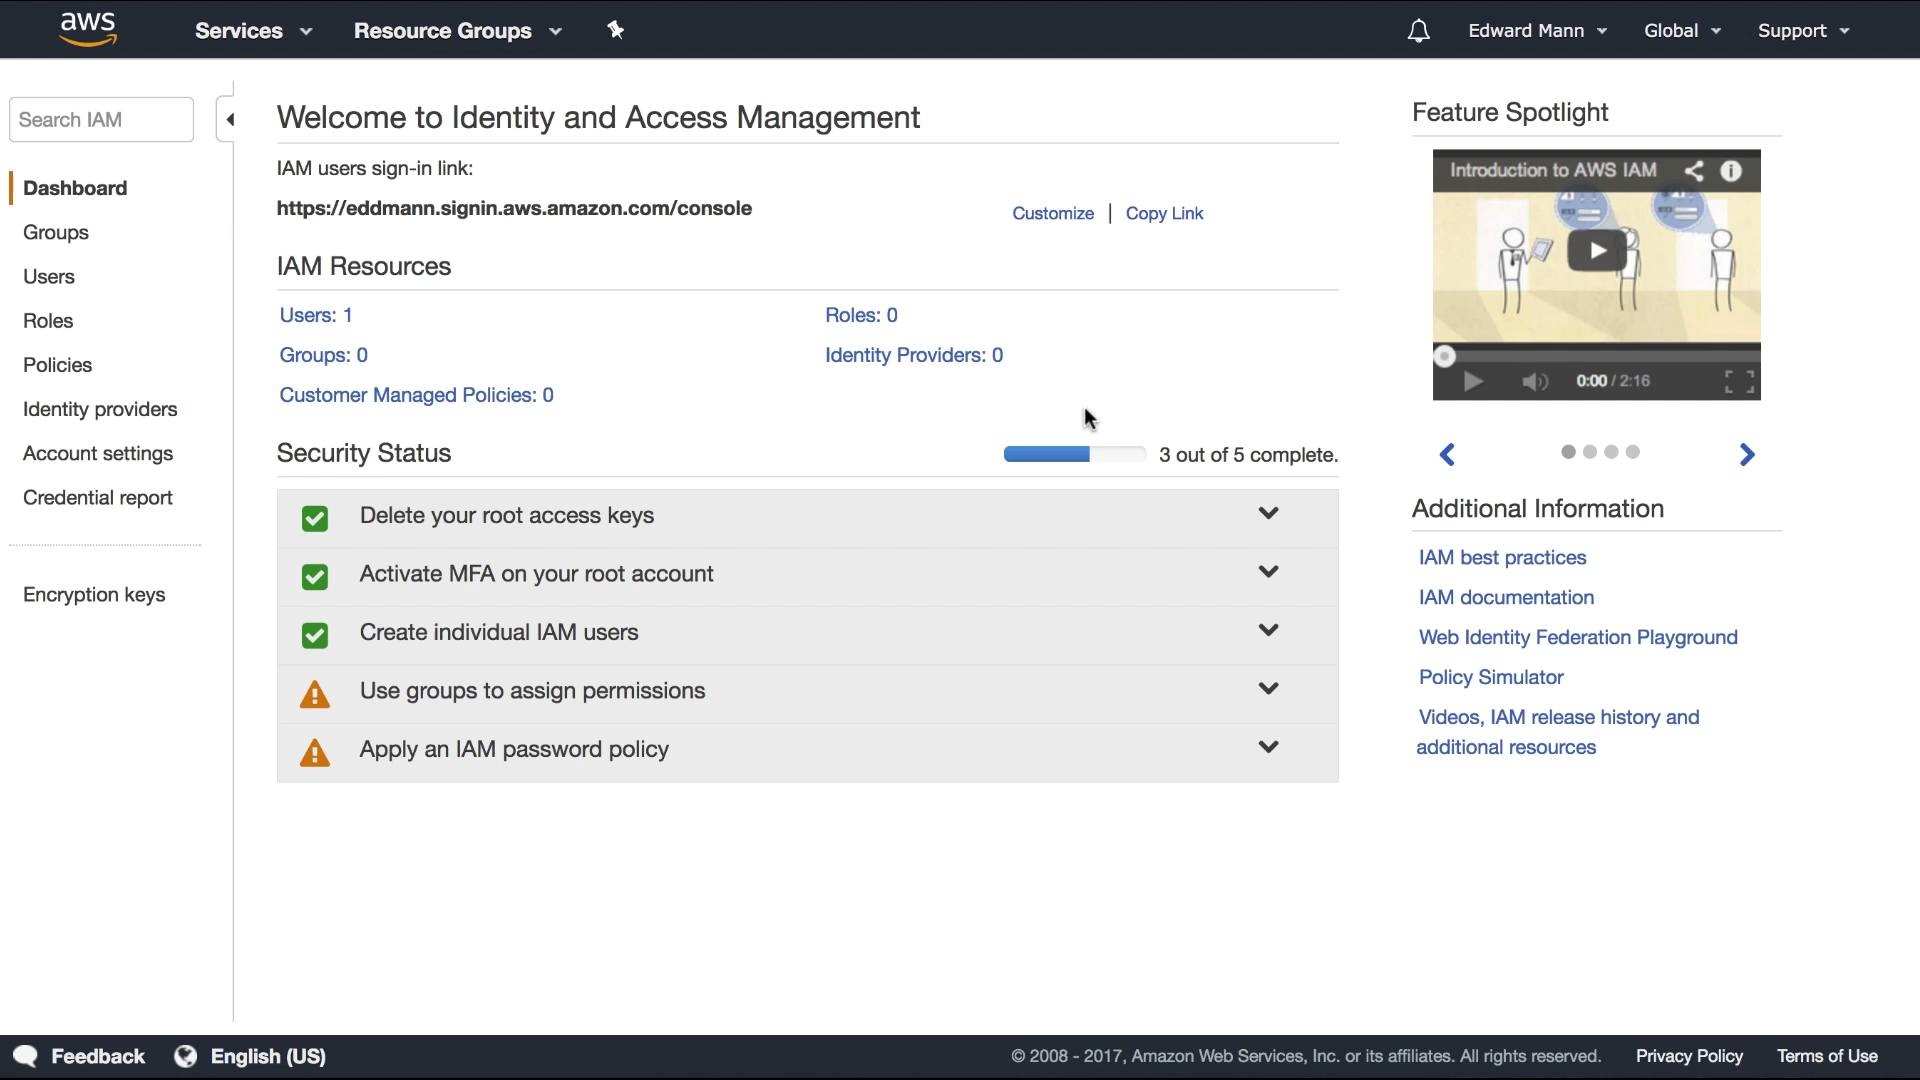 aws
Services
Resource Groups
Edward Mann
Global
Support
Search IAM
Dashboard
Groups
Users
Roles
Policies
Identity providers
Account settings
Credential report
Encryption keys
Welcome to Identity and Access Management
IAM users sign-in link:
https://eddmann.signin.aws.amazon.com/console
Customize | Copy Link
IAM Resources
Users: 1
Roles: 0
Groups: 0
Identity Providers: 0
Customer Managed Policies: 0
Security Status
3 out of 5 complete.
Delete your root access keys
Activate MFA on your root account
Create individual IAM users
Use groups to assign permissions
Apply an IAM password policy
Feature Spotlight
Introduction to AWS IAM
0:00 / 2:16
Additional Information
IAM best practices
IAM documentation
Web Identity Federation Playground
Policy Simulator
Videos, IAM release history and
additional resources
Feedback
English (US)
© 2008 - 2017, Amazon Web Services, Inc. or its affiliates. All rights reserved.
Privacy Policy
Terms of Use